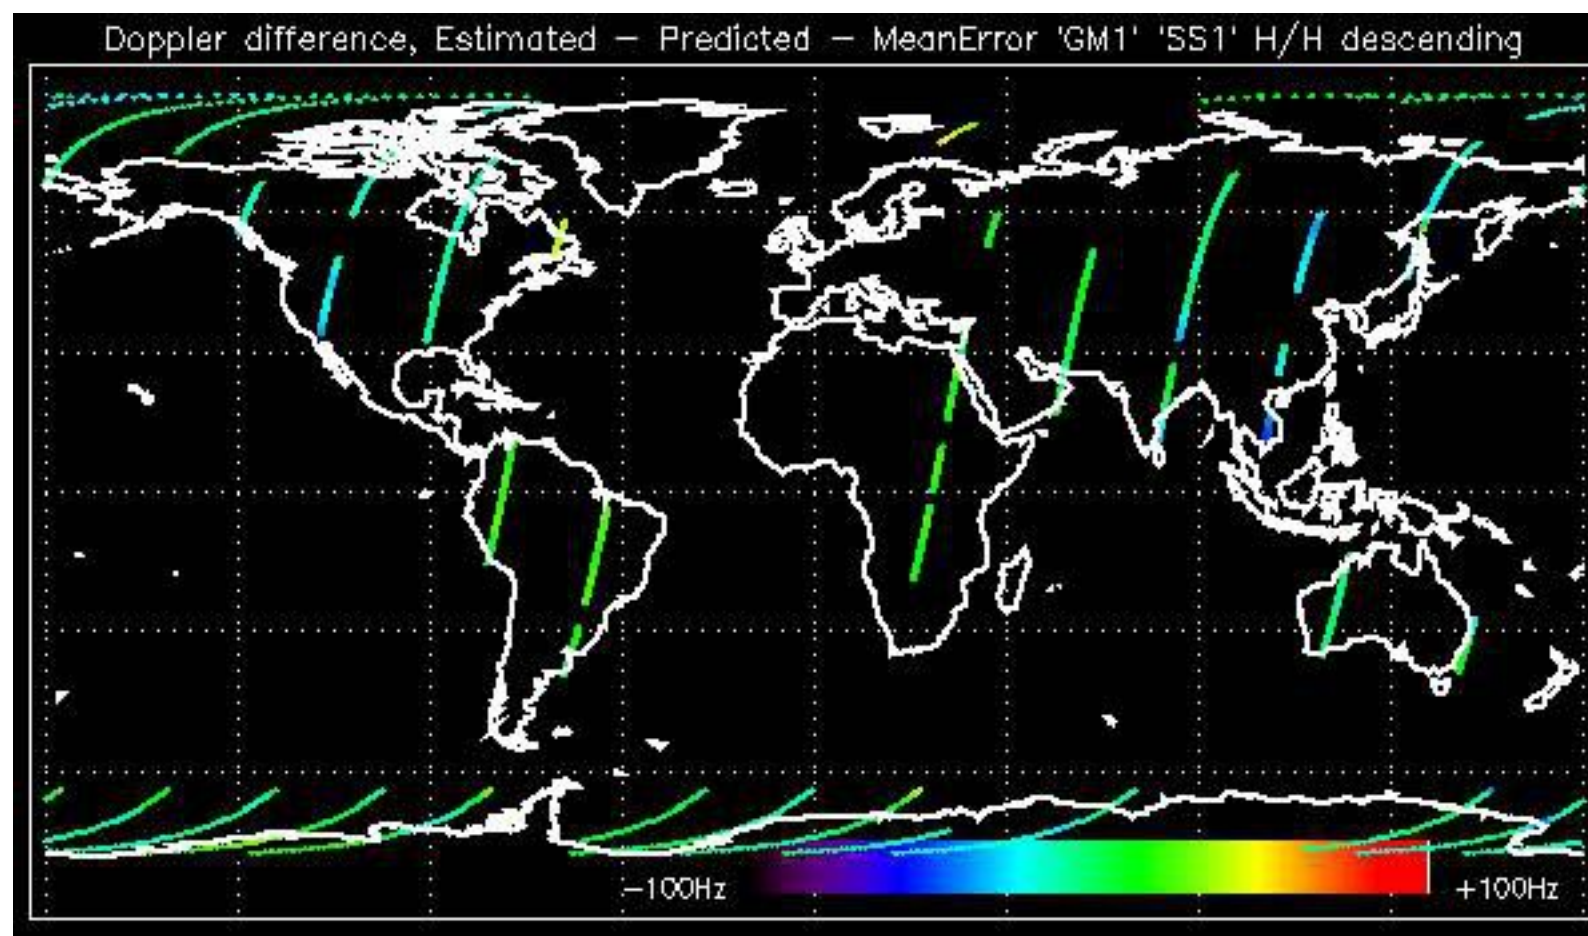 Doppler difference, Estimated – Predicted – MeanError 'GM1' 'SS1' H/H descending
-100Hz +100Hz